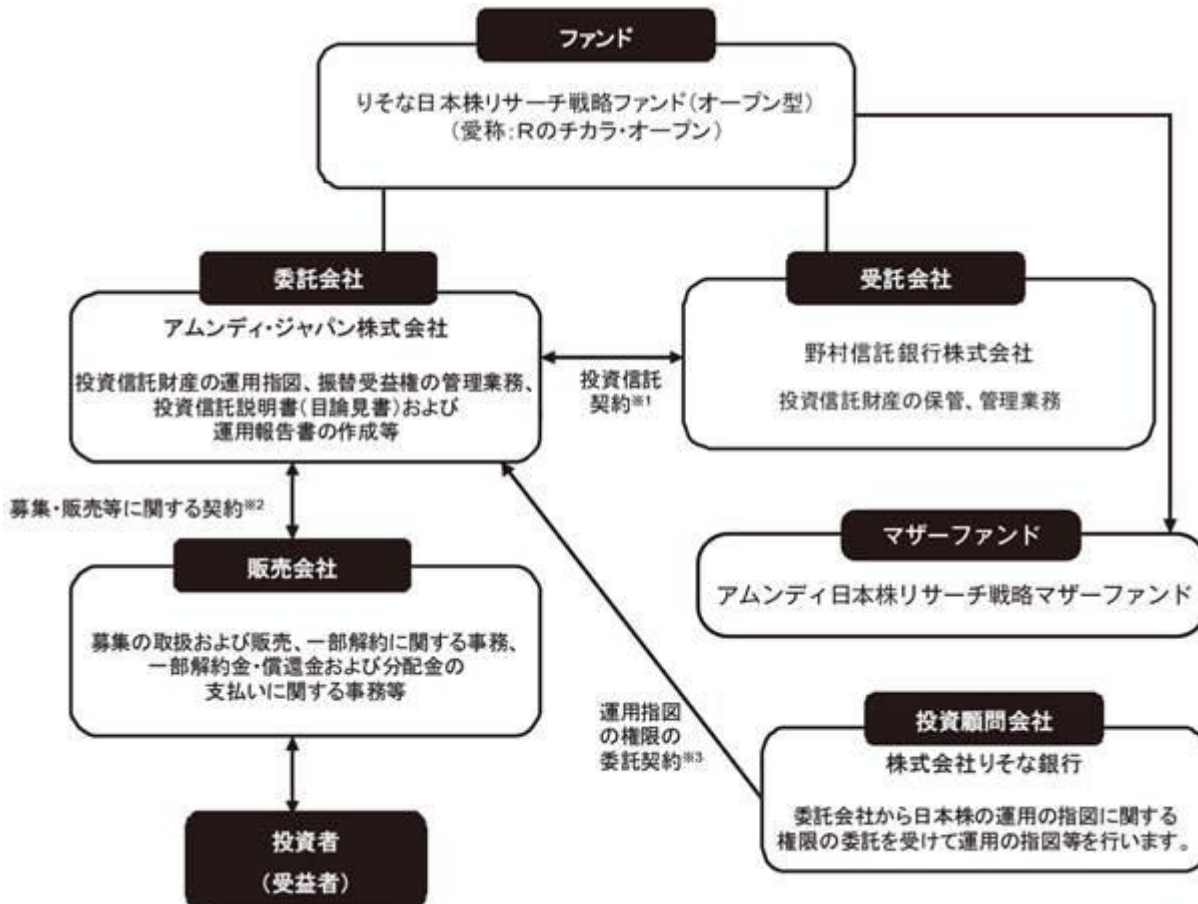 ファンド
りそな日本株リサーチ戦略ファンド(オープン型)
(愛称:Rのチカラ・オープン)
委託会社
アムンディ・ジャパン株式会社
投資信託財産の運用指図、振替受益権の管理業務、
投資信託説明書(目論見書)および
運用報告書の作成等
投資信託
契約※1
受託会社
野村信託銀行株式会社
投資信託財産の保管、管理業務
募集・販売等に関する契約※2
マザーファンド
アムンディ日本株リサーチ戦略マザーファンド
販売会社
募集の取扱および販売、一部解約に関する事務、
一部解約金・償還金および分配金の
支払いに関する事務等
運用指図
の権限の
委託契約※3
投資顧問会社
株式会社りそな銀行
委託会社から日本株の運用の指図に関する
権限の委託を受けて運用の指図等を行います。
投資者
(受益者)